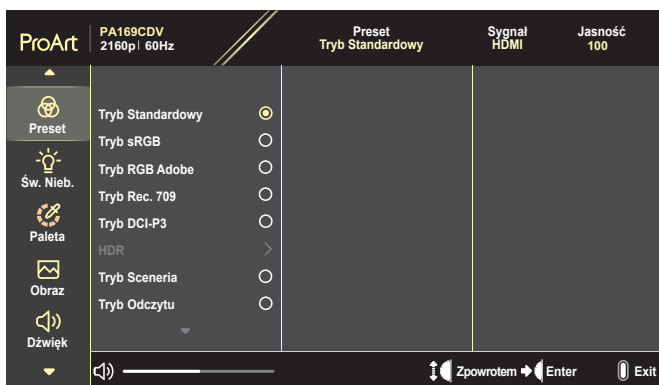 ProArt
PA169CDV
2160p 60Hz
Preset
Tryb Standardowy
Sygnał
HDMI
Jasność
100
Preset
Św. Nieb.
Paleta
Obraz
Dźwięk
Tryb Standardowy
Tryb sRGB
Tryb RGB Adobe
Tryb Rec. 709
Tryb DCI-P3
HDR
Tryb Sceneria
Tryb Odczytu
Zpowrotem
Enter
Exit